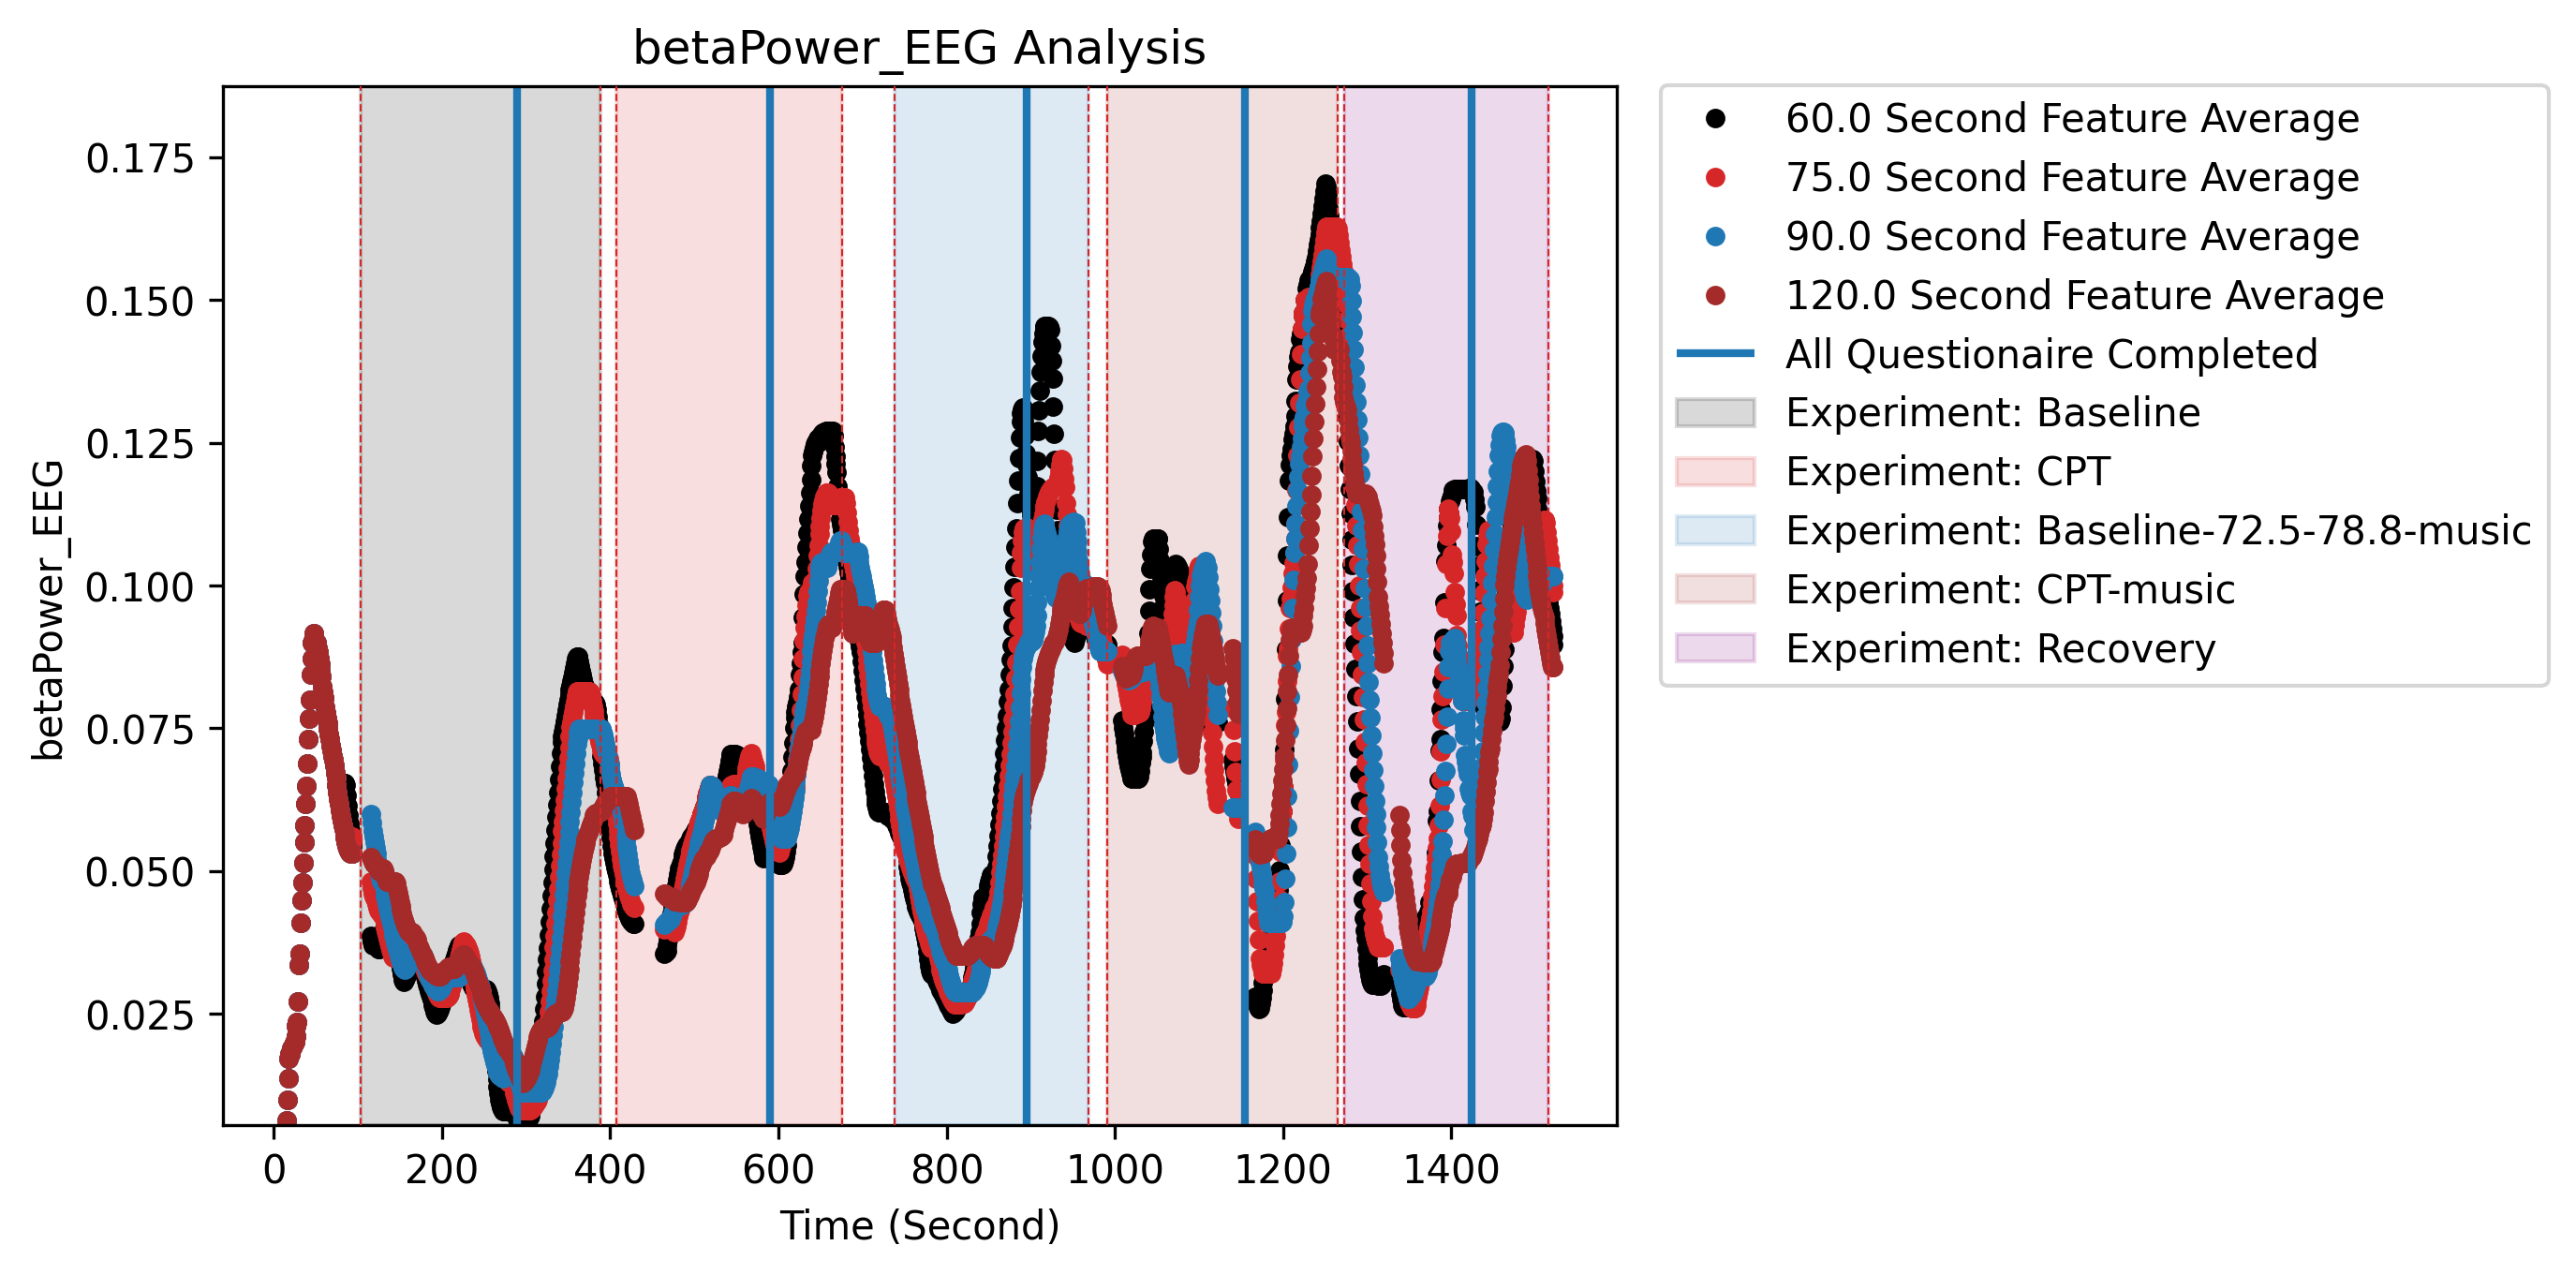 betaPower_EEG Analysis
0.175
0.150
0.125
0.100
0.075
0.050
0.025
betaPower_EEG
0 200 400 600 800 1000 1200 1400
Time (Second)
60.0 Second Feature Average
75.0 Second Feature Average
90.0 Second Feature Average
120.0 Second Feature Average
All Questionaire Completed
Experiment: Baseline
Experiment: CPT
Experiment: Baseline-72.5-78.8-music
Experiment: CPT-music
Experiment: Recovery